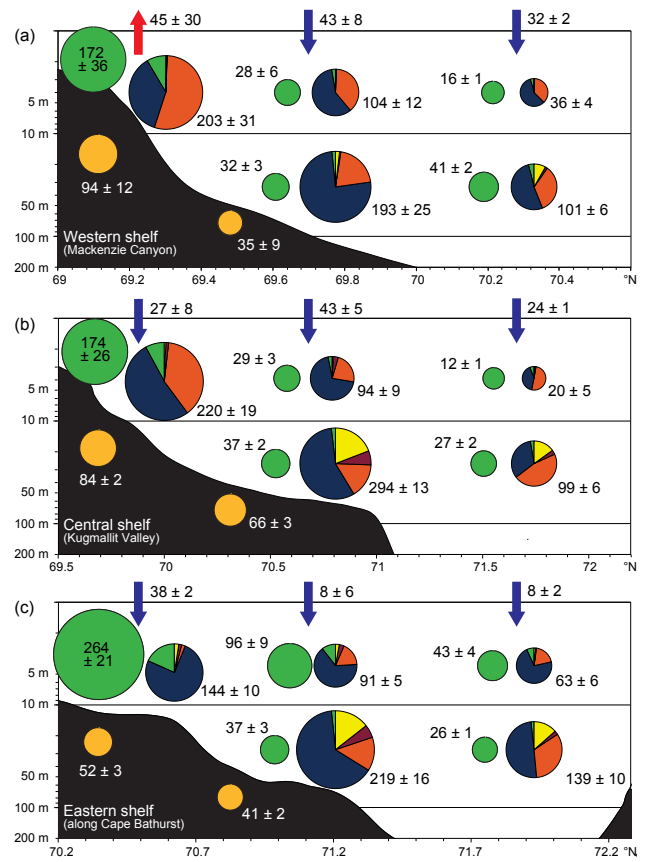 45 ± 30 43 ± 8 32 ± 2
(a)
172
± 36
28 ± 6 16 ± 1
5 m 104 ± 12 36 ± 4
203 ± 31
10 m
32 ± 3 41 ± 2
94 ± 12
50 m 193 ± 25 101 ± 6
35 ± 9
100 m
Western shelf
(Mackenzie Canyon)
200 m
69 69.2 69.4 69.6 69.8 70 70.2 70.4 °N
27 ± 8 43 ± 5 24 ± 1
(b)
174
± 26
29 ± 3 12 ± 1
5 m 94 ± 9 20 ± 5
220 ± 19
10 m
37 ± 2 27 ± 2
84 ± 2
50 m 294 ± 13 99 ± 6
66 ± 3
100 m
Central shelf
(Kugmallit Valley)
200 m
69.5 70 70.5 71 71.5 72 °N
38 ± 2 8 ± 6 8 ± 2
(c)
264
± 21
96 ± 9 43 ± 4
5 m 144 ± 10 91 ± 5 63 ± 6
10 m
37 ± 3 26 ± 1
52 ± 3
50 m 219 ± 16 139 ± 10
41 ± 2
100 m
Eastern shelf
(along Cape Bathurst)
200 m
70.2 70.7 71.2 71.7 72.2 °N